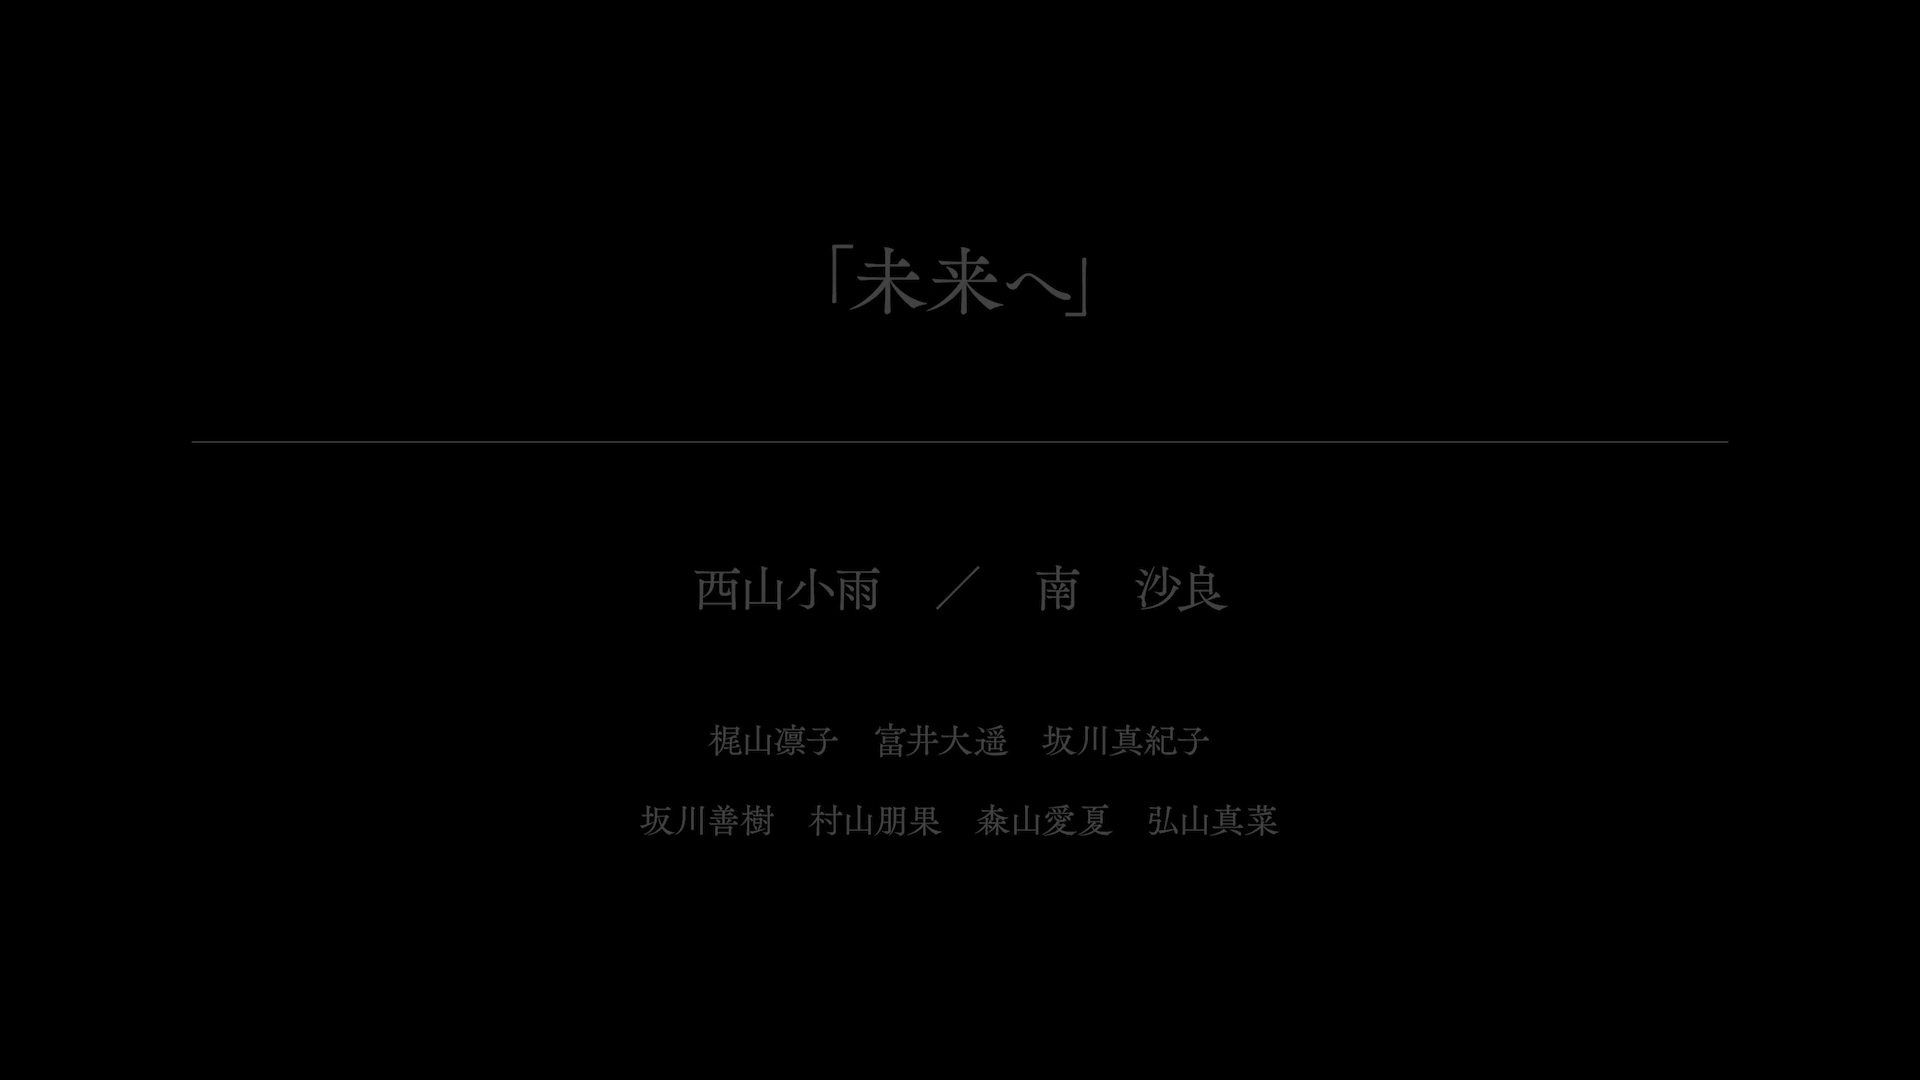 「未来へ」
西山小雨　／　南　沙良
梶山凛子　富井大遥　坂川真紀子
坂川善樹　村山朋果　森山愛夏　弘山真菜